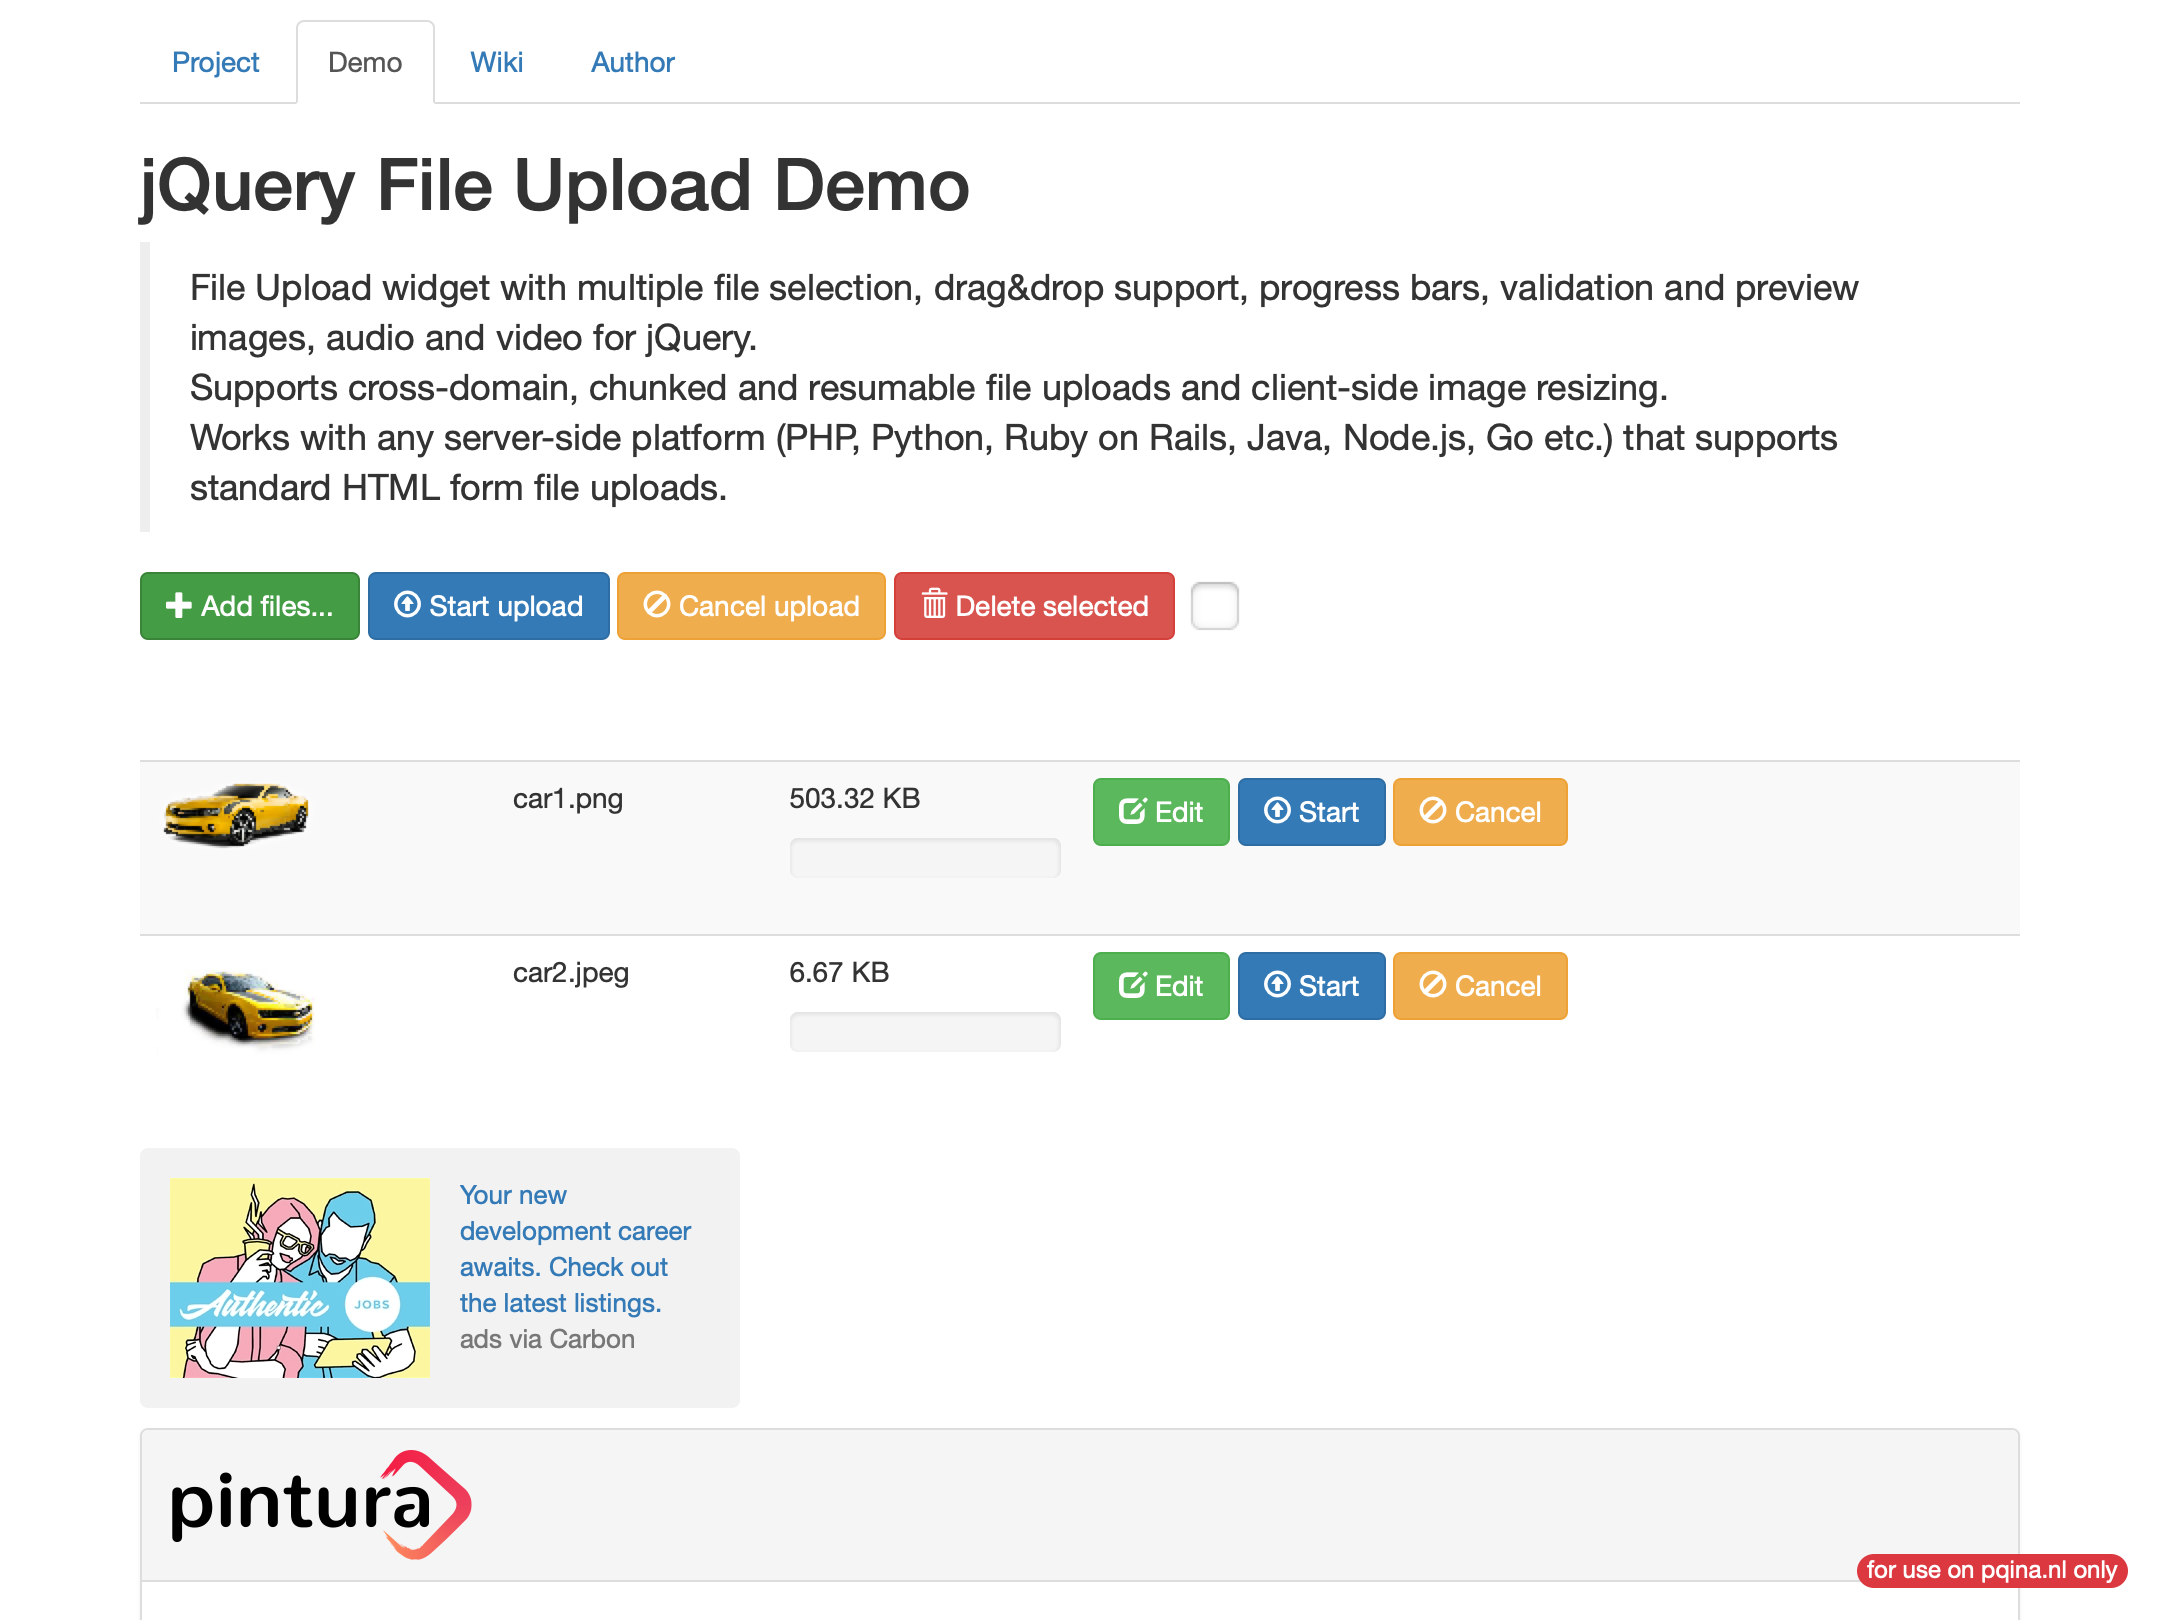 Project Demo Wiki Author
jQuery File Upload Demo
File Upload widget with multiple file selection, drag&drop support, progress bars, validation and preview
images, audio and video for jQuery.
Supports cross-domain, chunked and resumable file uploads and client-side image resizing.
Works with any server-side platform (PHP, Python, Ruby on Rails, Java, Node.js, Go etc.) that supports
standard HTML form file uploads.
Add files... Start upload Cancel upload Delete selected
car1.png 503.32 KB Edit Start Cancel
car2.jpeg 6.67 KB Edit Start Cancel
Authentic JOBS
Your new
development career
awaits. Check out
the latest listings.
ads via Carbon
pintura
for use on pqina.nl only